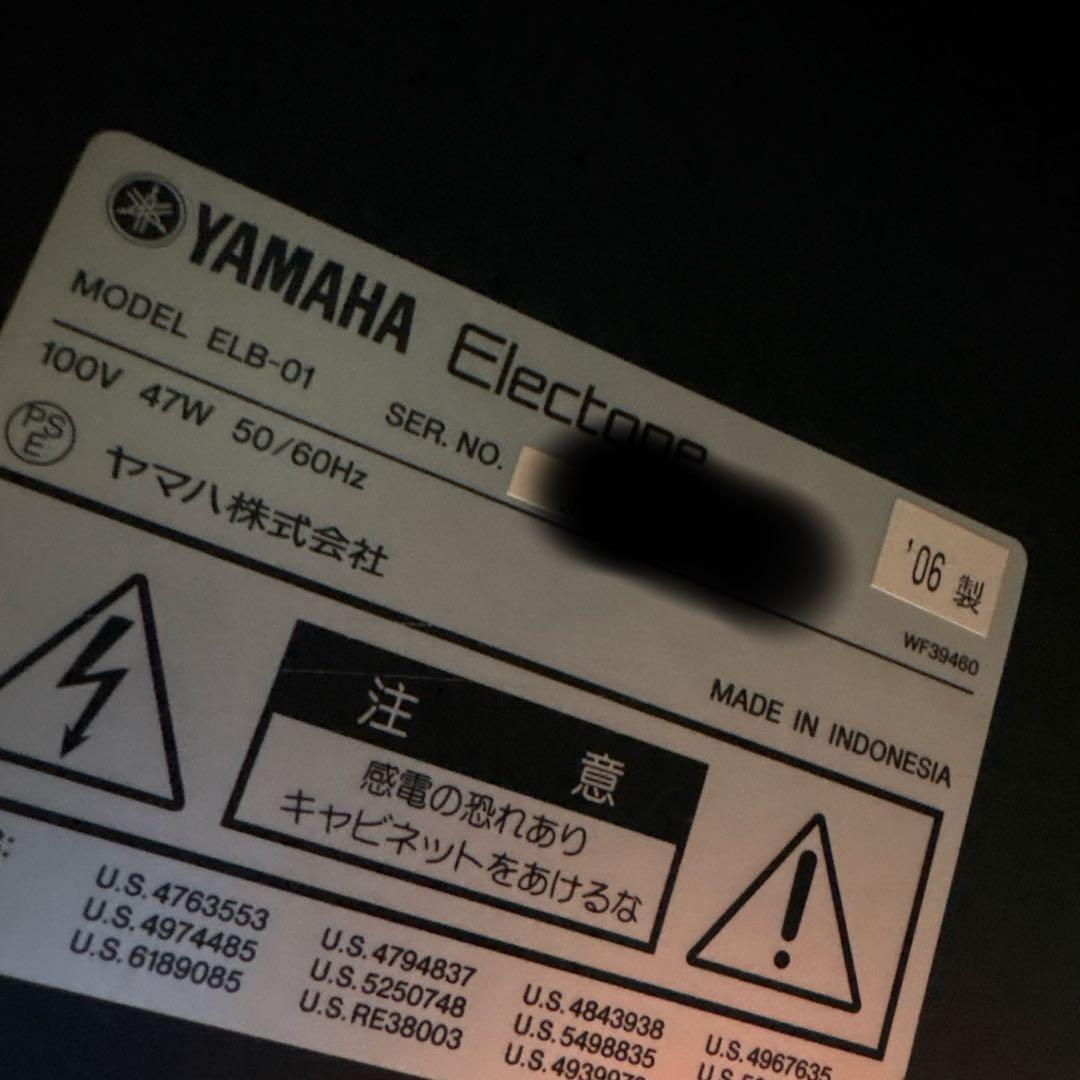 YAMAHA Electone
MODEL ELB-01
SER. NO.
'06 製
100V 47W 50/60Hz
WF39460
PS
E
ヤマハ株式会社
MADE IN INDONESIA
注意
感電の恐れあり
キャビネットをあけるな
U.S.4763553 U.S.4794837 U.S.4843938 U.S.4967635
U.S.4974485 U.S.5250748 U.S.5498835
U.S.6189085 U.S.RE38003